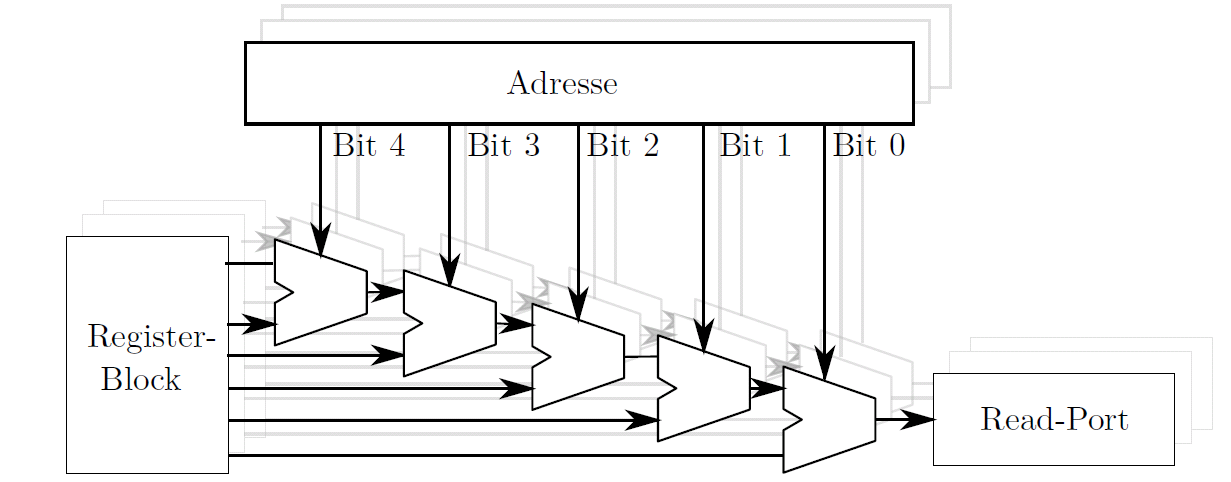 Adresse
Bit 4
Bit 3
Bit 2
Bit 1
Bit 0
Register-
Block
Read-Port